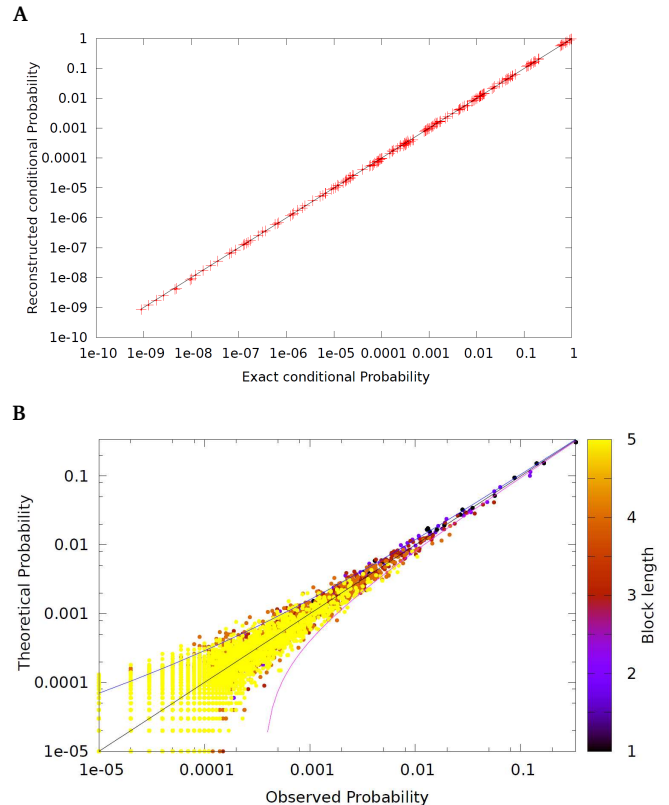 A
1
0.1
0.01
0.001
0.0001
1e-05
1e-06
1e-07
1e-08
1e-09
1e-10
Reconstructed conditional Probability
1e-10 1e-09 1e-08 1e-07 1e-06 1e-05 0.0001 0.001 0.01 0.1 1
Exact conditional Probability
B
0.1
0.01
0.001
0.0001
1e-05
Theoretical Probability
1e-05 0.0001 0.001 0.01 0.1
Observed Probability
5
4
3
2
1
Block length